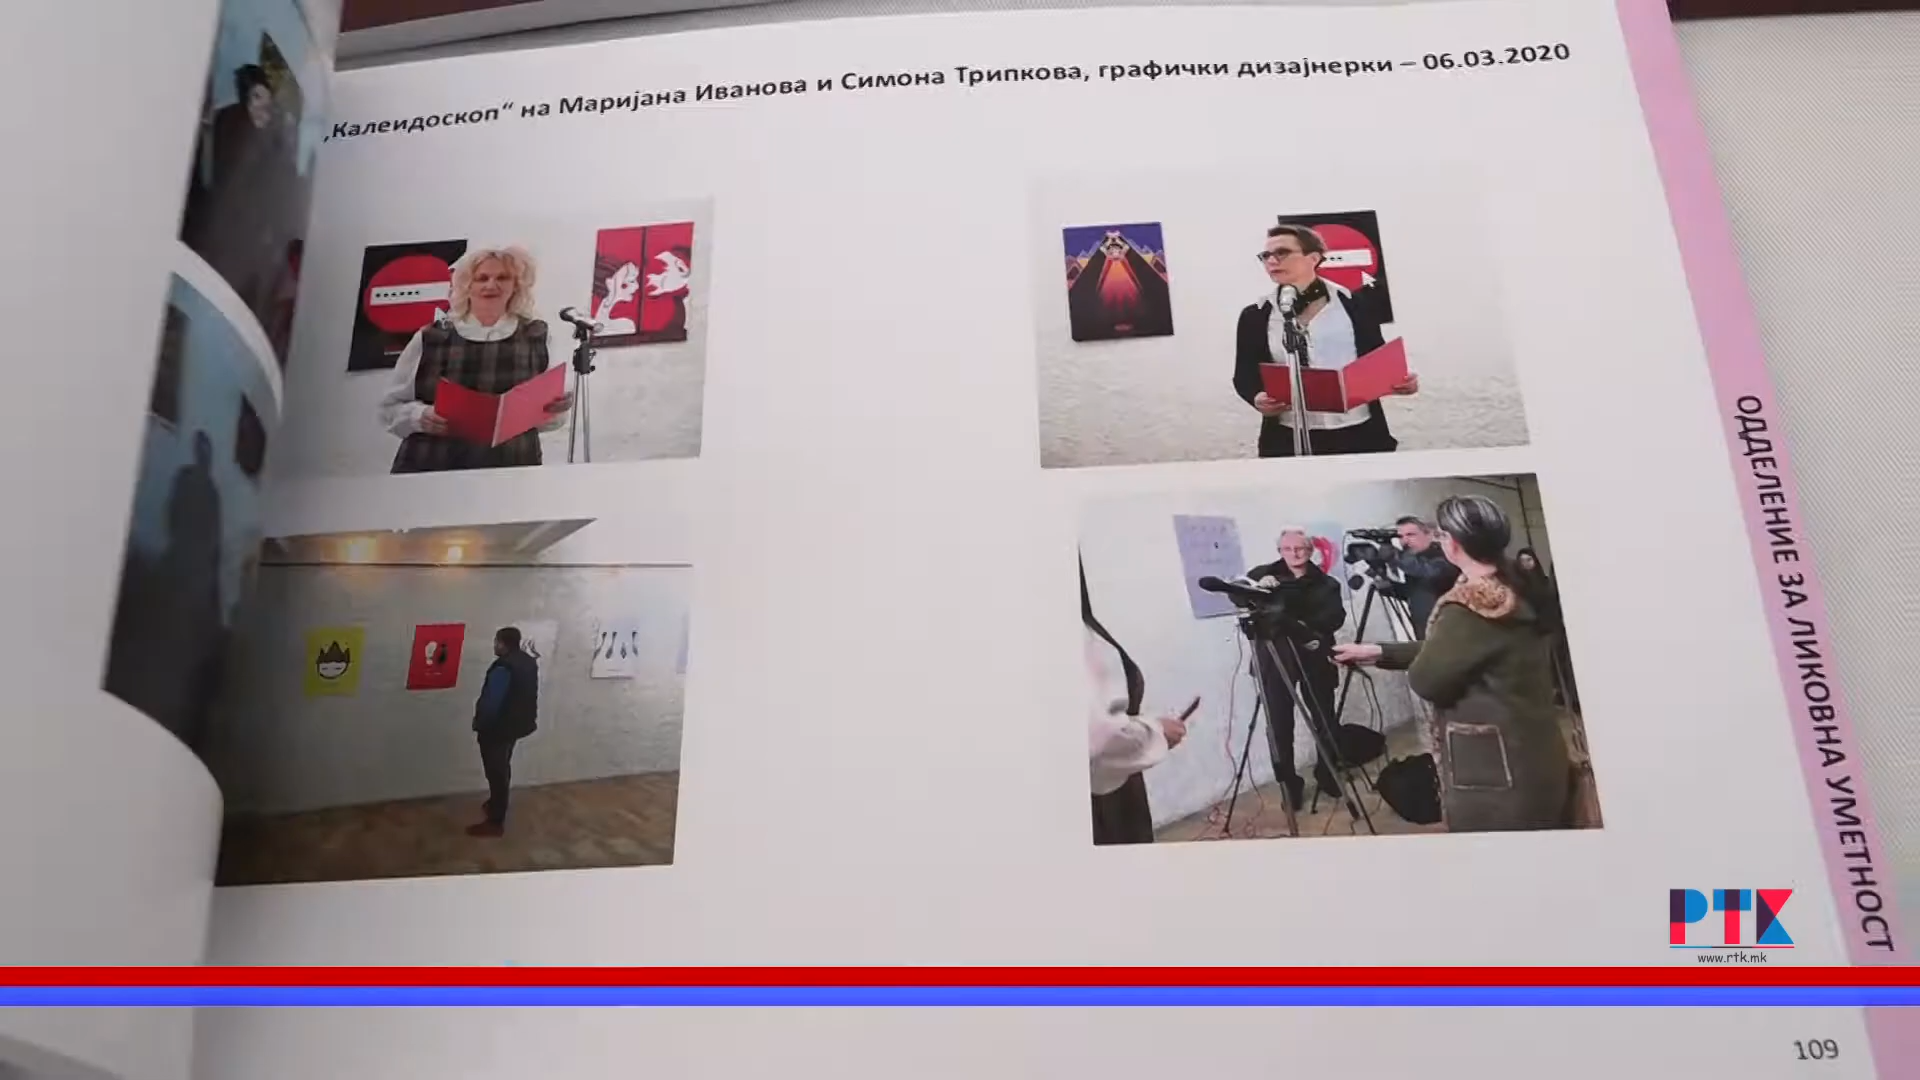 „Калеидоскоп“ на Маријана Иванова и Симона Трипкова, графички дизајнерки – 06.03.2020
ОДДЕЛЕНИЕ ЗА ЛИКОВНА УМЕТНОСТ
РТК
www.rtk.mk
109